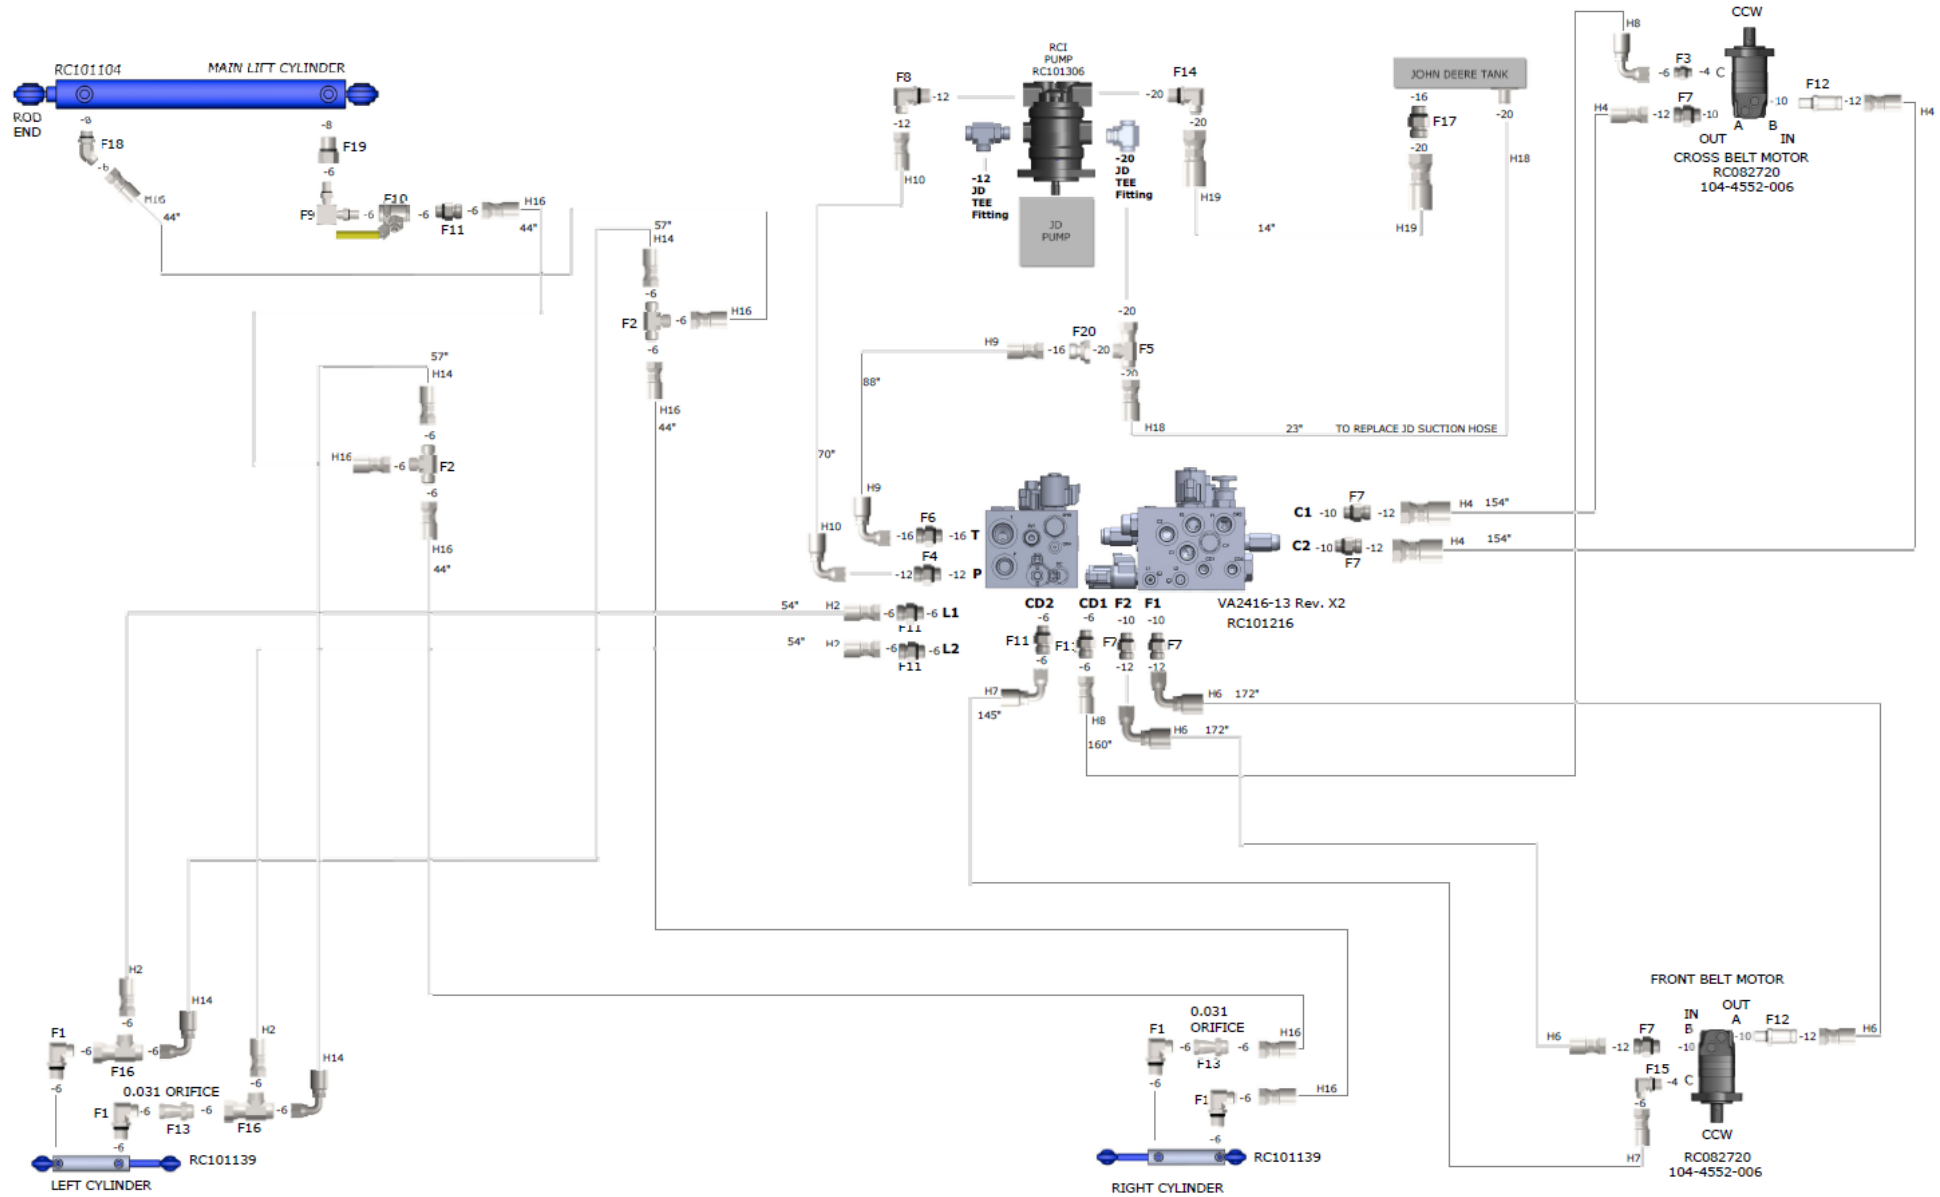 RC101104
MAIN LIFT CYLINDER
ROD
END
-8
F18
-6
H16
44"
-8
F19
-6
F9
-6
F10
-6
F11
-6
H16
44"
57"
H14
-6
F2
-6
H16
-6
H16
44"
57"
H14
-6
H16
-6
F2
-6
H16
44"
RCI
PUMP
RC101306
F8
-12
-12
H10
-12
JD
TEE
Fitting
JD
PUMP
-20
JD
TEE
Fitting
F14
-20
-20
H19
14"
H19
JOHN DEERE TANK
-16
F17
-20
-20
H18
-20
H9
-16
F20
-20
F5
-20
H18
23"
TO REPLACE JD SUCTION HOSE
88"
70"
H9
H10
F6
-16
-16
T
F4
-12
-12
P
54"
H2
-6
-6
L1
F11
54"
H2
-6
-6
L2
F11
CCW
H8
F3
-6
-4
C
H4
F7
-12
-10
A
B
OUT
IN
-10
F12
-12
H4
CROSS BELT MOTOR
RC082720
104-4552-006
C1
-10
F7
-12
H4
154"
C2
-10
F7
-12
H4
154"
VA2416-13 Rev. X2
RC101216
CD2
CD1
F2
F1
-6
-6
-10
-10
F11
F7
F7
-6
-6
-12
-12
H7
145"
H8
160"
H6
172"
H6
172"
H2
-6
H14
F1
-6
-6
F16
-6
H2
H14
0.031 ORIFICE
F1
-6
F13
-6
F16
-6
-6
RC101139
LEFT CYLINDER
0.031
ORIFICE
F1
-6
F13
-6
H16
-6
F1
-6
H16
-6
RC101139
RIGHT CYLINDER
FRONT BELT MOTOR
OUT
IN
A
B
H6
-12
F7
-10
-10
F12
-12
H6
F15
-4
C
-6
H7
CCW
RC082720
104-4552-006